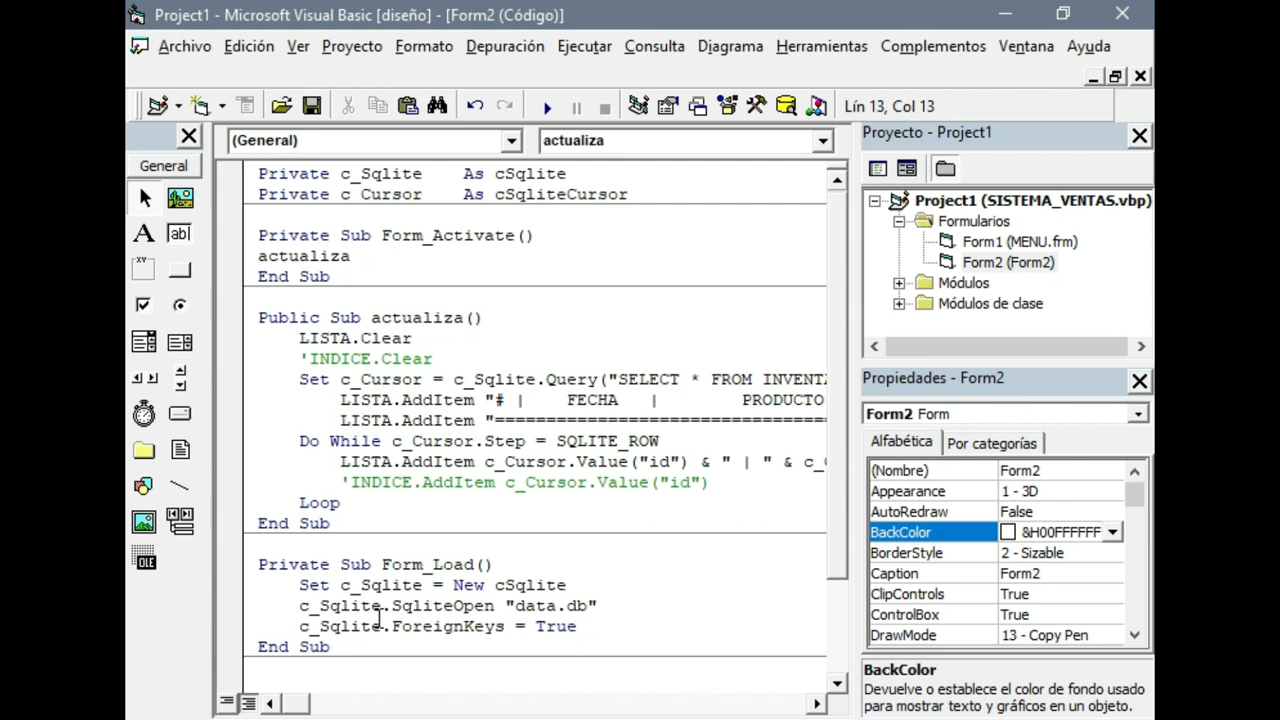 Project1 - Microsoft Visual Basic [diseño] - [Form2 (Código)]
Archivo Edición Ver Proyecto Formato Depuración Ejecutar Consulta Diagrama Herramientas Complementos Ventana Ayuda
Lín 13, Col 13
General
(General) actualiza
Private c_Sqlite As cSqlite
Private c_Cursor As cSqliteCursor
Private Sub Form_Activate()
actualiza
End Sub
Public Sub actualiza()
LISTA.Clear
'INDICE.Clear
Set c_Cursor = c_Sqlite.Query("SELECT * FROM INVENTA
LISTA.AddItem "# | FECHA | PRODUCTO
LISTA.AddItem "================================
Do While c_Cursor.Step = SQLITE_ROW
LISTA.AddItem c_Cursor.Value("id") & " | " & c_C
'INDICE.AddItem c_Cursor.Value("id")
Loop
End Sub
Private Sub Form_Load()
Set c_Sqlite = New cSqlite
c_Sqlite.SqliteOpen "data.db"
c_Sqlite.ForeignKeys = True
End Sub
Proyecto - Project1
Project1 (SISTEMA_VENTAS.vbp)
Formularios
Form1 (MENU.frm)
Form2 (Form2)
Módulos
Módulos de clase
Propiedades - Form2
Form2 Form
Alfabética Por categorías
(Nombre) Form2
Appearance 1 - 3D
AutoRedraw False
BackColor &H00FFFFFF
BorderStyle 2 - Sizable
Caption Form2
ClipControls True
ControlBox True
DrawMode 13 - Copy Pen
BackColor
Devuelve o establece el color de fondo usado
para mostrar texto y gráficos en un objeto.